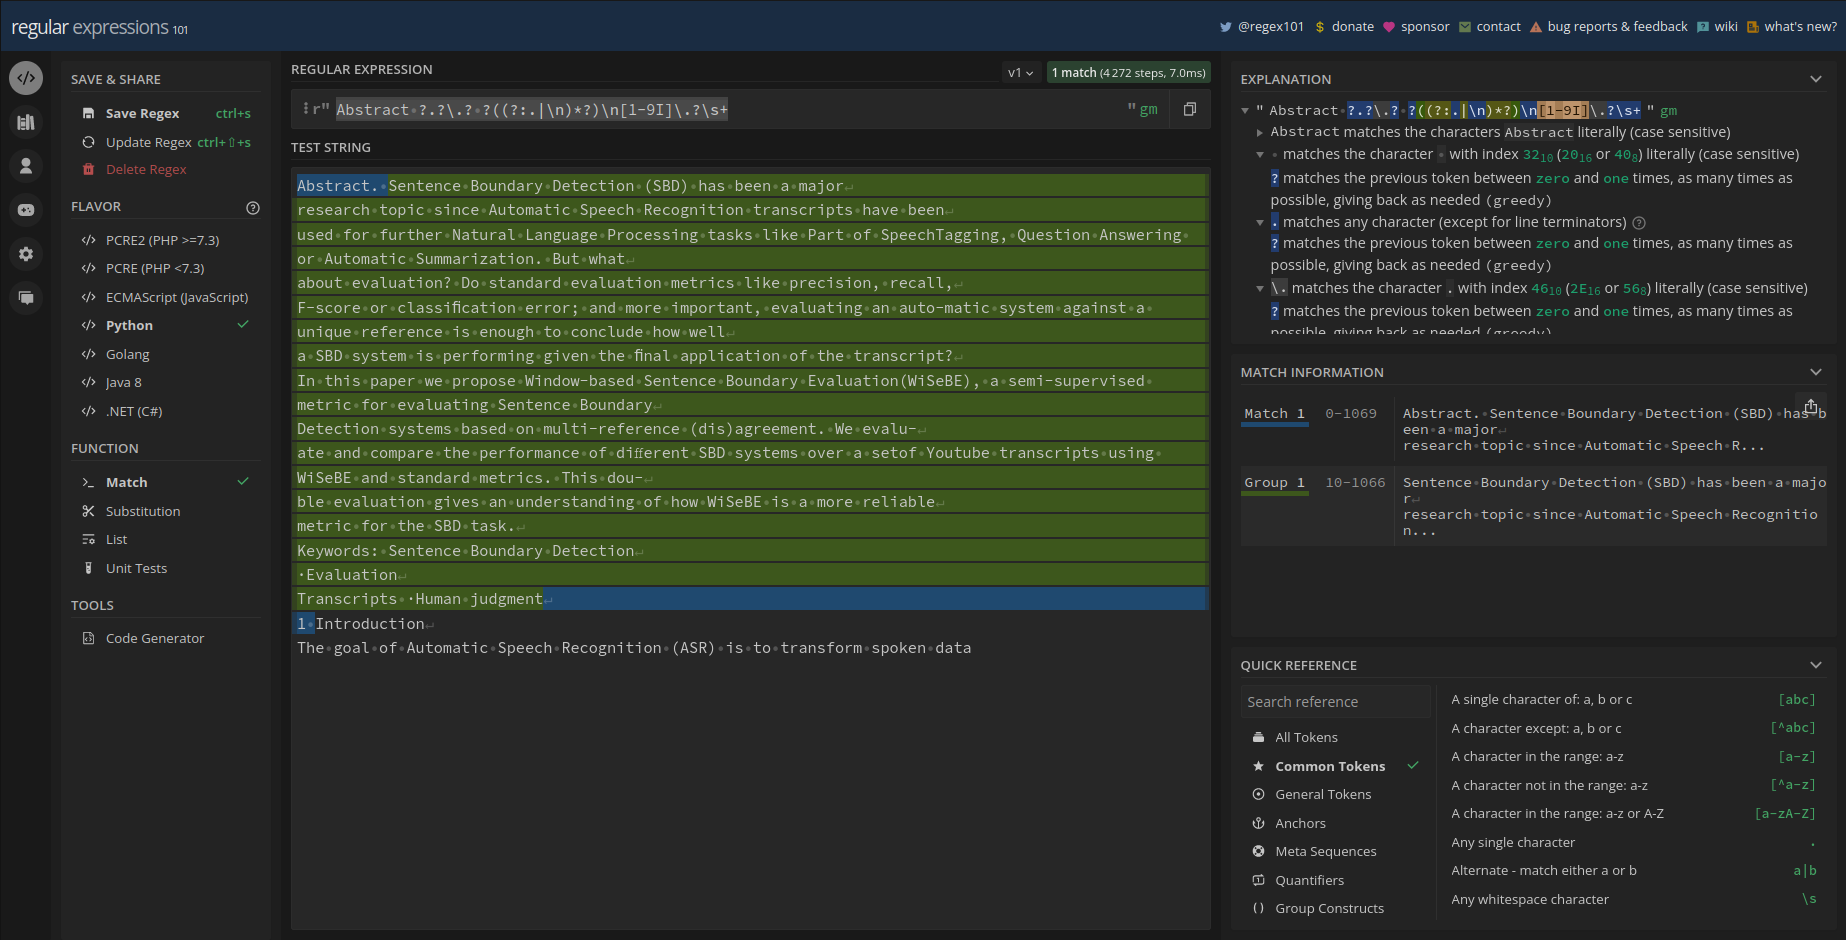 regular expressions 101
@regex101 donate sponsor contact bug reports & feedback wiki what's new?
SAVE & SHARE
Save Regex ctrl+s
Update Regex ctrl+⇧+s
Delete Regex
FLAVOR
PCRE2 (PHP >=7.3)
PCRE (PHP <7.3)
ECMAScript (JavaScript)
Python
Golang
Java 8
.NET (C#)
FUNCTION
Match
Substitution
List
Unit Tests
TOOLS
Code Generator
REGULAR EXPRESSION
v1 1 match (4 272 steps, 7.0ms)
r" Abstract ?.?\.? ?((?:.|\n)*?)\n[1-9I]\.?\s+ " gm
TEST STRING
Abstract. Sentence Boundary Detection (SBD) has been a major
research topic since Automatic Speech Recognition transcripts have been
used for further Natural Language Processing tasks like Part of SpeechTagging, Question Answering
or Automatic Summarization. But what
about evaluation? Do standard evaluation metrics like precision, recall,
F-score or classification error; and more important, evaluating an auto-matic system against a
unique reference is enough to conclude how well
a SBD system is performing given the final application of the transcript?
In this paper we propose Window-based Sentence Boundary Evaluation(WiSeBE), a semi-supervised
metric for evaluating Sentence Boundary
Detection systems based on multi-reference (dis)agreement. We evalu-
ate and compare the performance of different SBD systems over a setof Youtube transcripts using
WiSeBE and standard metrics. This dou-
ble evaluation gives an understanding of how WiSeBE is a more reliable
metric for the SBD task.
Keywords: Sentence Boundary Detection
·Evaluation
Transcripts ·Human judgment
1 Introduction
The goal of Automatic Speech Recognition (ASR) is to transform spoken data
EXPLANATION
" Abstract ?.?\.? ?((?:.|\n)*?)\n[1-9I]\.?\s+ " gm
Abstract matches the characters Abstract literally (case sensitive)
matches the character with index 32₁₀ (20₁₆ or 40₈) literally (case sensitive)
? matches the previous token between zero and one times, as many times as
possible, giving back as needed (greedy)
. matches any character (except for line terminators)
? matches the previous token between zero and one times, as many times as
possible, giving back as needed (greedy)
\. matches the character . with index 46₁₀ (2E₁₆ or 56₈) literally (case sensitive)
? matches the previous token between zero and one times, as many times as
possible, giving back as needed (greedy)
MATCH INFORMATION
Match 1 0-1069 Abstract. Sentence Boundary Detection (SBD) has b
een a major
research topic since Automatic Speech R...
Group 1 10-1066 Sentence Boundary Detection (SBD) has been a majo
r
research topic since Automatic Speech Recognitio
n...
QUICK REFERENCE
Search reference
All Tokens
Common Tokens
General Tokens
Anchors
Meta Sequences
Quantifiers
Group Constructs
A single character of: a, b or c [abc]
A character except: a, b or c [^abc]
A character in the range: a-z [a-z]
A character not in the range: a-z [^a-z]
A character in the range: a-z or A-Z [a-zA-Z]
Any single character .
Alternate - match either a or b a|b
Any whitespace character \s